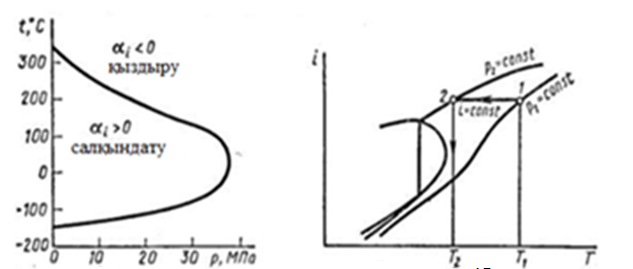 t,°C
300
200
100
0
-100
-200
αi<0
қыздыру
αi>0
салқындату
0
10
20
30
p, МПа
i
p₂=const
2
1
i=const
p₁=const
T₂
T₁
T